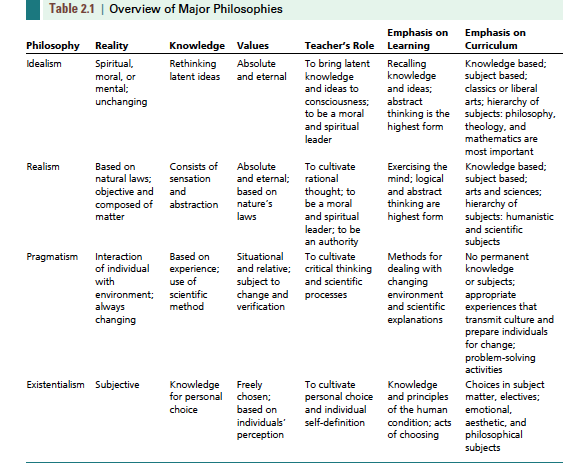 Table 2.1 | Overview of Major Philosophies
Philosophy Reality Knowledge Values Teacher's Role Emphasis on Learning Emphasis on Curriculum
Idealism
Spiritual,
moral, or
mental;
unchanging
Rethinking
latent ideas
Absolute
and eternal
To bring latent
knowledge
and ideas to
consciousness;
to be a moral
and spiritual
leader
Recalling
knowledge
and ideas;
abstract
thinking is the
highest form
Knowledge based;
subject based;
classics or liberal
arts; hierarchy of
subjects: philosophy,
theology, and
mathematics are
most important
Realism
Based on
natural laws;
objective and
composed of
matter
Consists of
sensation
and
abstraction
Absolute
and eternal;
based on
nature's
laws
To cultivate
rational
thought; to
be a moral
and spiritual
leader; to be
an authority
Exercising the
mind; logical
and abstract
thinking are
highest form
Knowledge based;
subject based;
arts and sciences;
hierarchy of
subjects: humanistic
and scientific
subjects
Pragmatism
Interaction
of individual
with
environment;
always
changing
Based on
experience;
use of
scientific
method
Situational
and relative;
subject to
change and
verification
To cultivate
critical thinking
and scientific
processes
Methods for
dealing with
changing
environment
and scientific
explanations
No permanent
knowledge
or subjects;
appropriate
experiences that
transmit culture and
prepare individuals
for change;
problem-solving
activities
Existentialism
Subjective
Knowledge
for personal
choice
Freely
chosen;
based on
individuals'
perception
To cultivate
personal choice
and individual
self-definition
Knowledge
and principles
of the human
condition; acts
of choosing
Choices in subject
matter, electives;
emotional,
aesthetic, and
philosophical
subjects